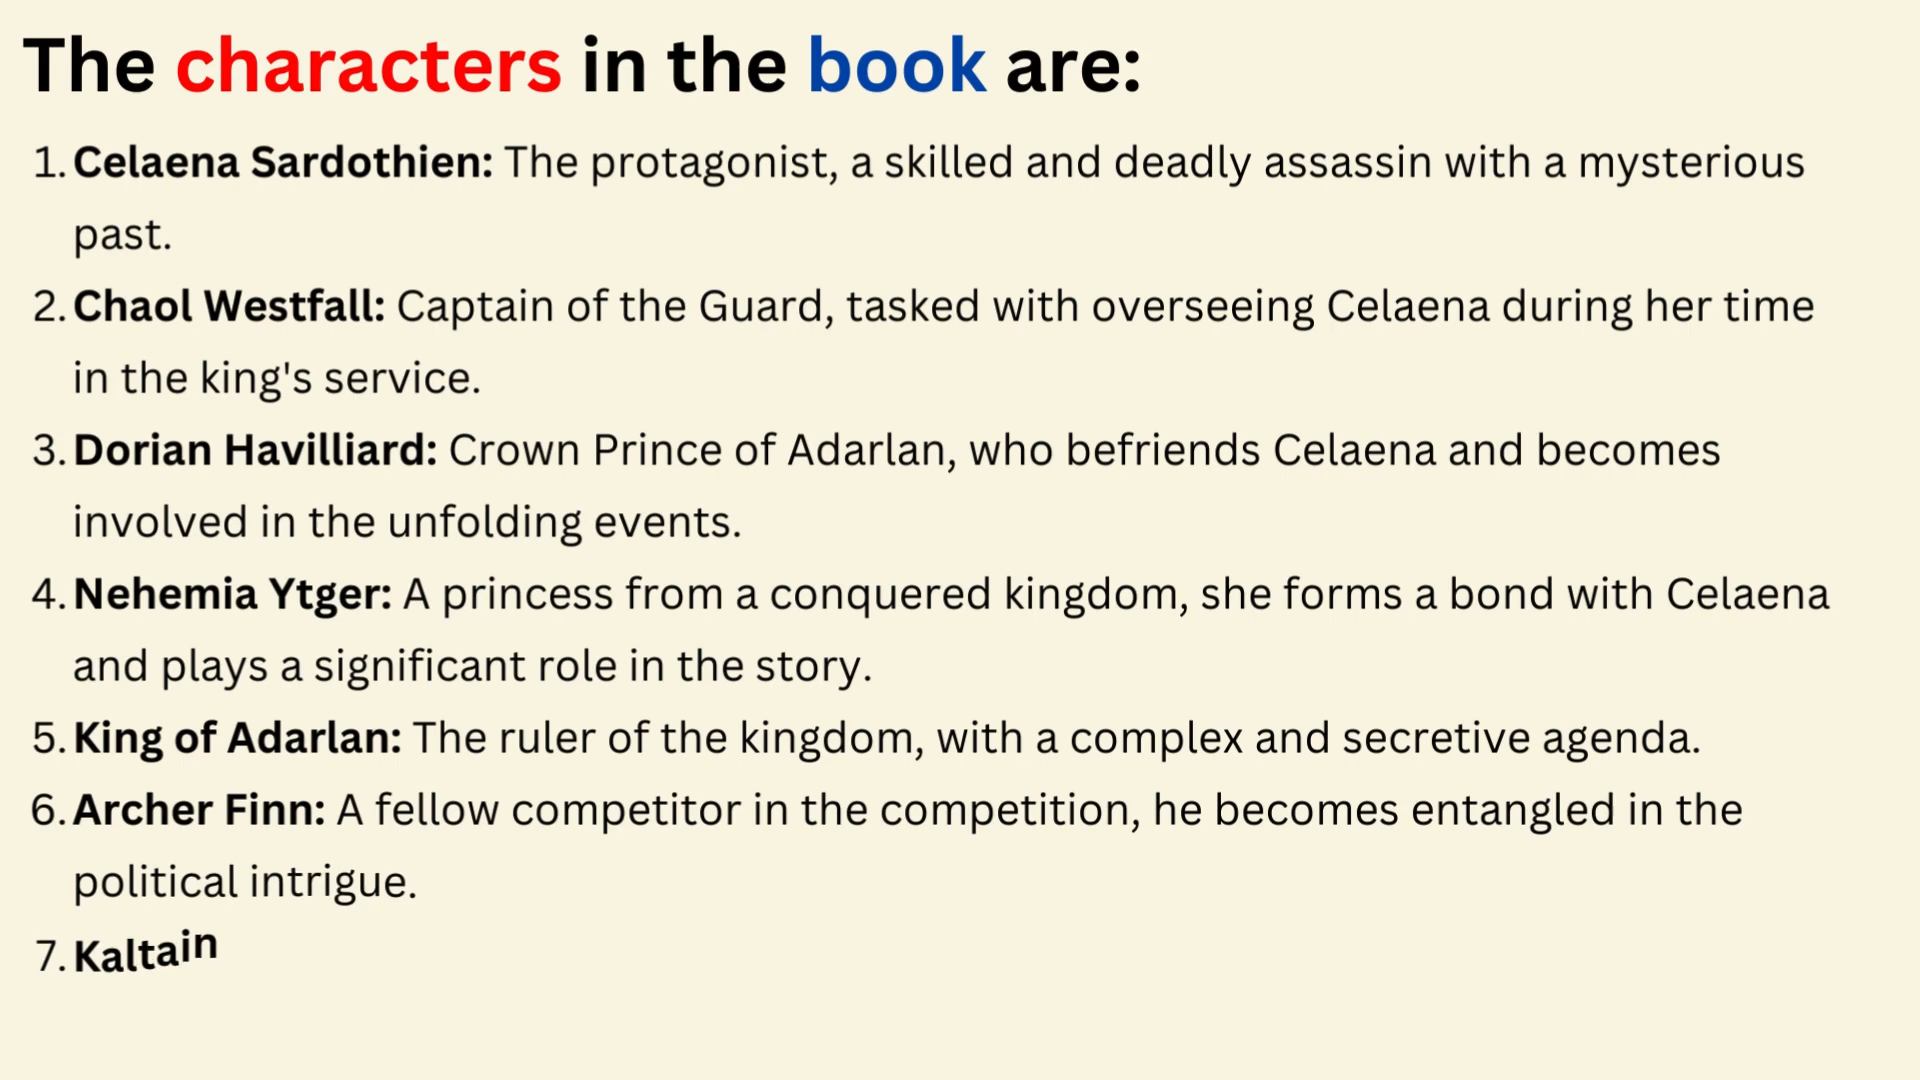 The characters in the book are:
1. Celaena Sardothien: The protagonist, a skilled and deadly assassin with a mysterious
past.
2. Chaol Westfall: Captain of the Guard, tasked with overseeing Celaena during her time
in the king's service.
3. Dorian Havilliard: Crown Prince of Adarlan, who befriends Celaena and becomes
involved in the unfolding events.
4. Nehemia Ytger: A princess from a conquered kingdom, she forms a bond with Celaena
and plays a significant role in the story.
5. King of Adarlan: The ruler of the kingdom, with a complex and secretive agenda.
6. Archer Finn: A fellow competitor in the competition, he becomes entangled in the
political intrigue.
7. Kaltain